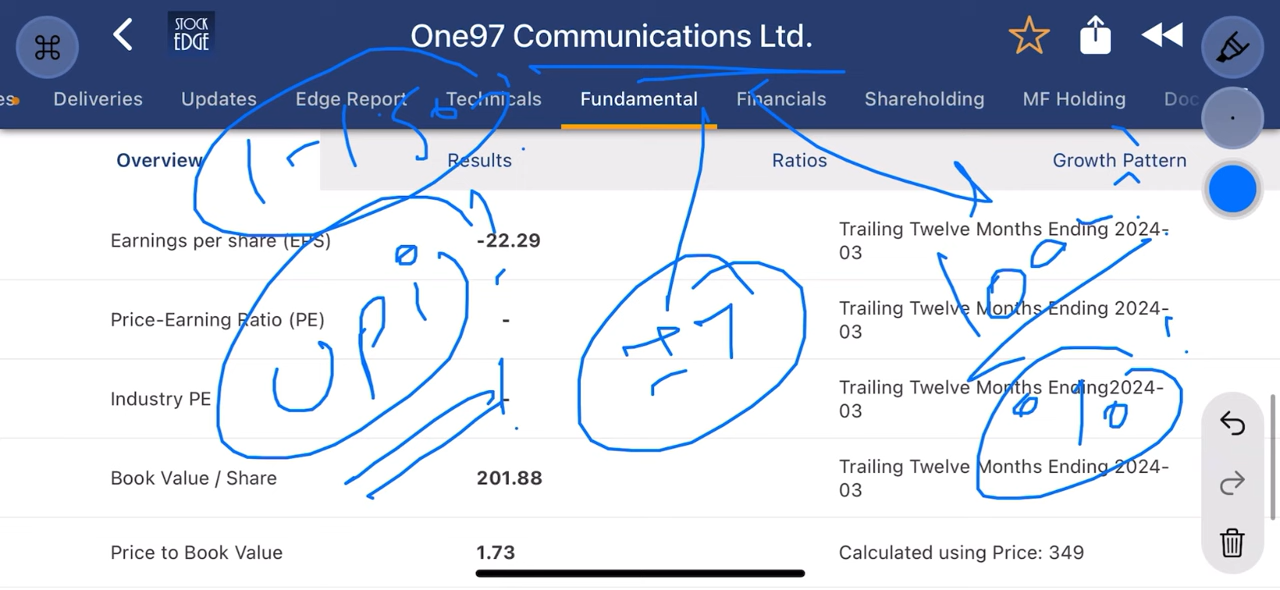 STOCK EDGE
One97 Communications Ltd.
Deliveries Updates Edge Report Technicals Fundamental Financials Shareholding MF Holding Doc
Overview Results Ratios Growth Pattern
Earnings per share (EPS) -22.29 Trailing Twelve Months Ending 2024-03
Price-Earning Ratio (PE) - Trailing Twelve Months Ending 2024-03
Industry PE - Trailing Twelve Months Ending2024-03
Book Value / Share 201.88 Trailing Twelve Months Ending 2024-03
Price to Book Value 1.73 Calculated using Price: 349
UPI
100